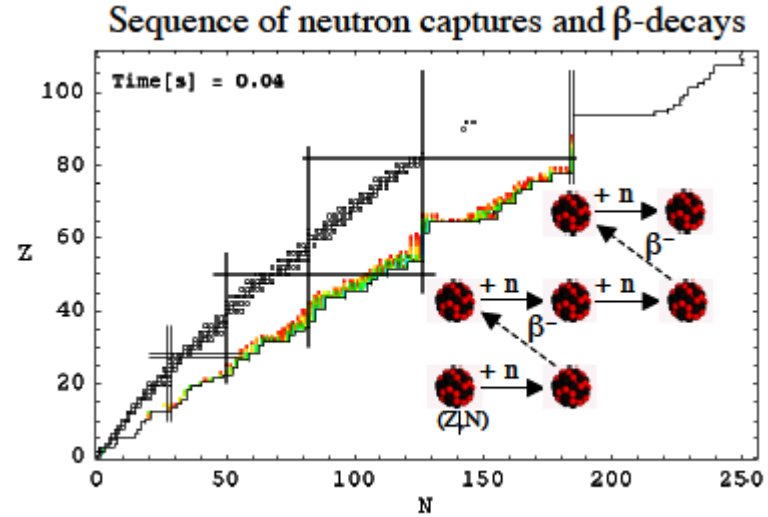 Sequence of neutron captures and β-decays
Time[s] = 0.04
100
80
60
40
20
0
Z
+ n
β−
+ n
+ n
β−
+ n
(Z,N)
0
50
100
150
200
250
N